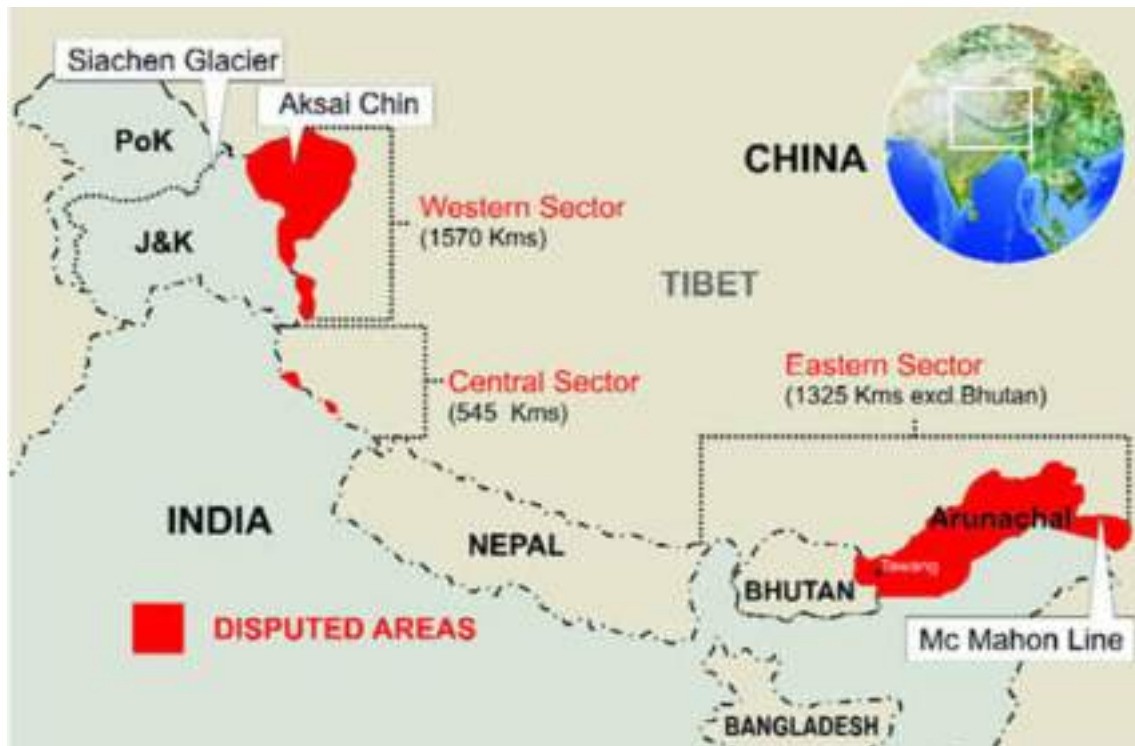 Siachen Glacier
Aksai Chin
PoK
CHINA
Western Sector
(1570 Kms)
J&K
TIBET
Eastern Sector
(1325 Kms excl.Bhutan)
Central Sector
(545 Kms)
INDIA
NEPAL
Arunachal
Tawang
BHUTAN
DISPUTED AREAS
Mc Mahon Line
BANGLADESH